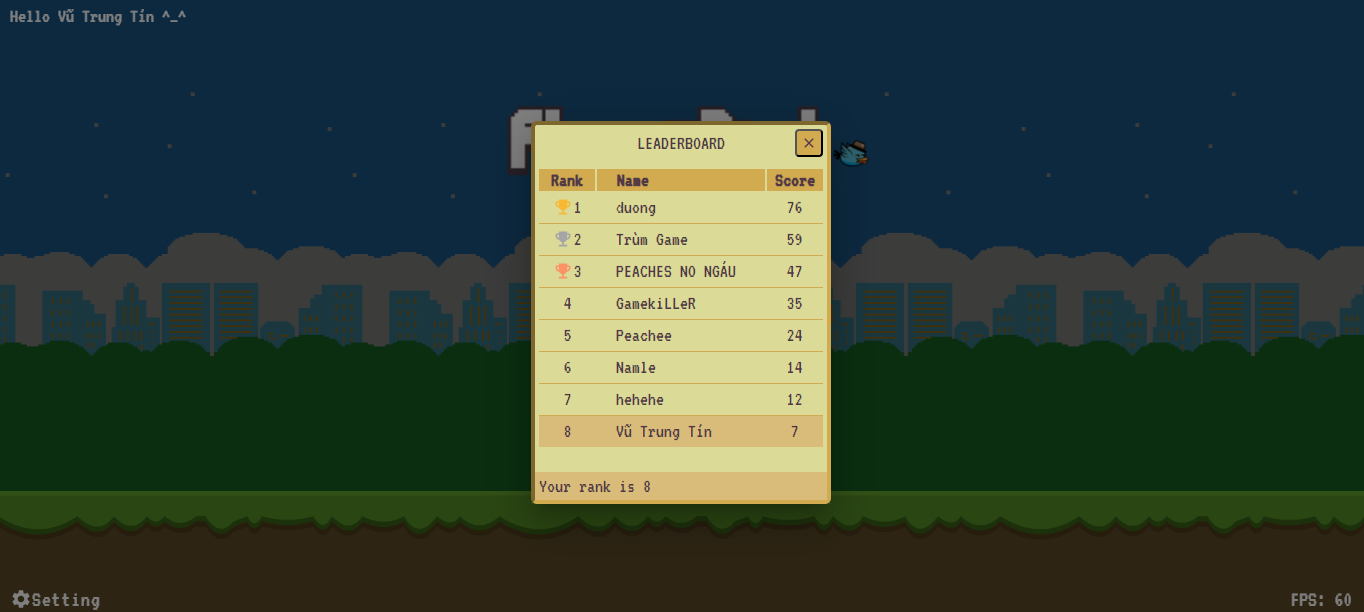 Hello Vũ Trung Tín ^_^
LEADERBOARD
Rank Name Score
1 duong 76
2 Trùm Game 59
3 PEACHES NO NGÁU 47
4 GamekiLLeR 35
5 Peachee 24
6 Namle 14
7 hehehe 12
8 Vũ Trung Tín 7
Your rank is 8
Setting
FPS: 60